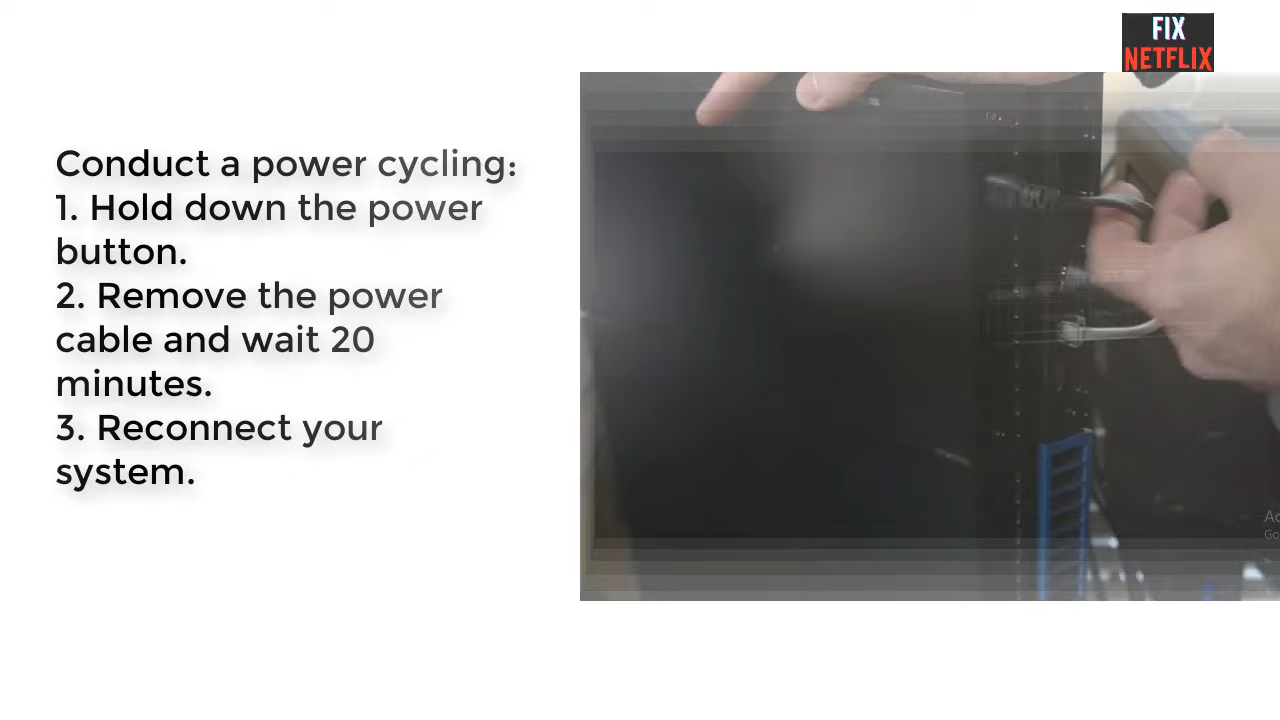 FIX
NETFLIX
Conduct a power cycling:
1. Hold down the power
button.
2. Remove the power
cable and wait 20
minutes.
3. Reconnect your
system.